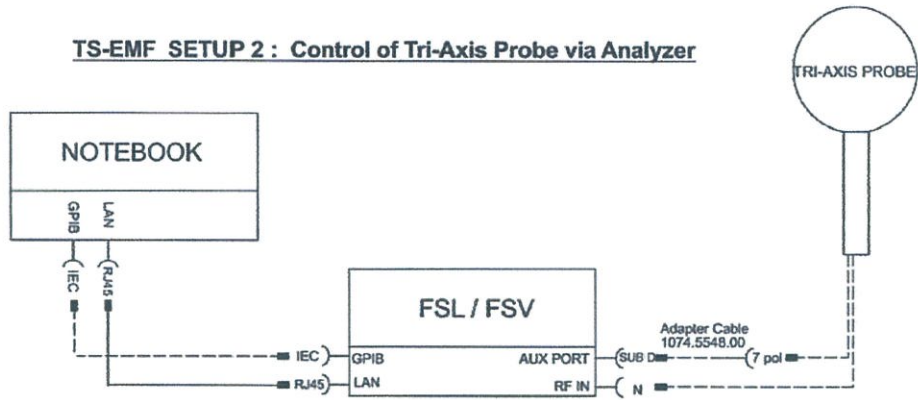 TS-EMF SETUP 2 : Control of Tri-Axis Probe via Analyzer
TRI-AXIS PROBE
NOTEBOOK
GPIB
LAN
IEC
RJ45
FSL / FSV
Adapter Cable
1074.5548.00
IEC
GPIB
AUX PORT
SUB D
7 pol
RJ45
LAN
RF IN
N